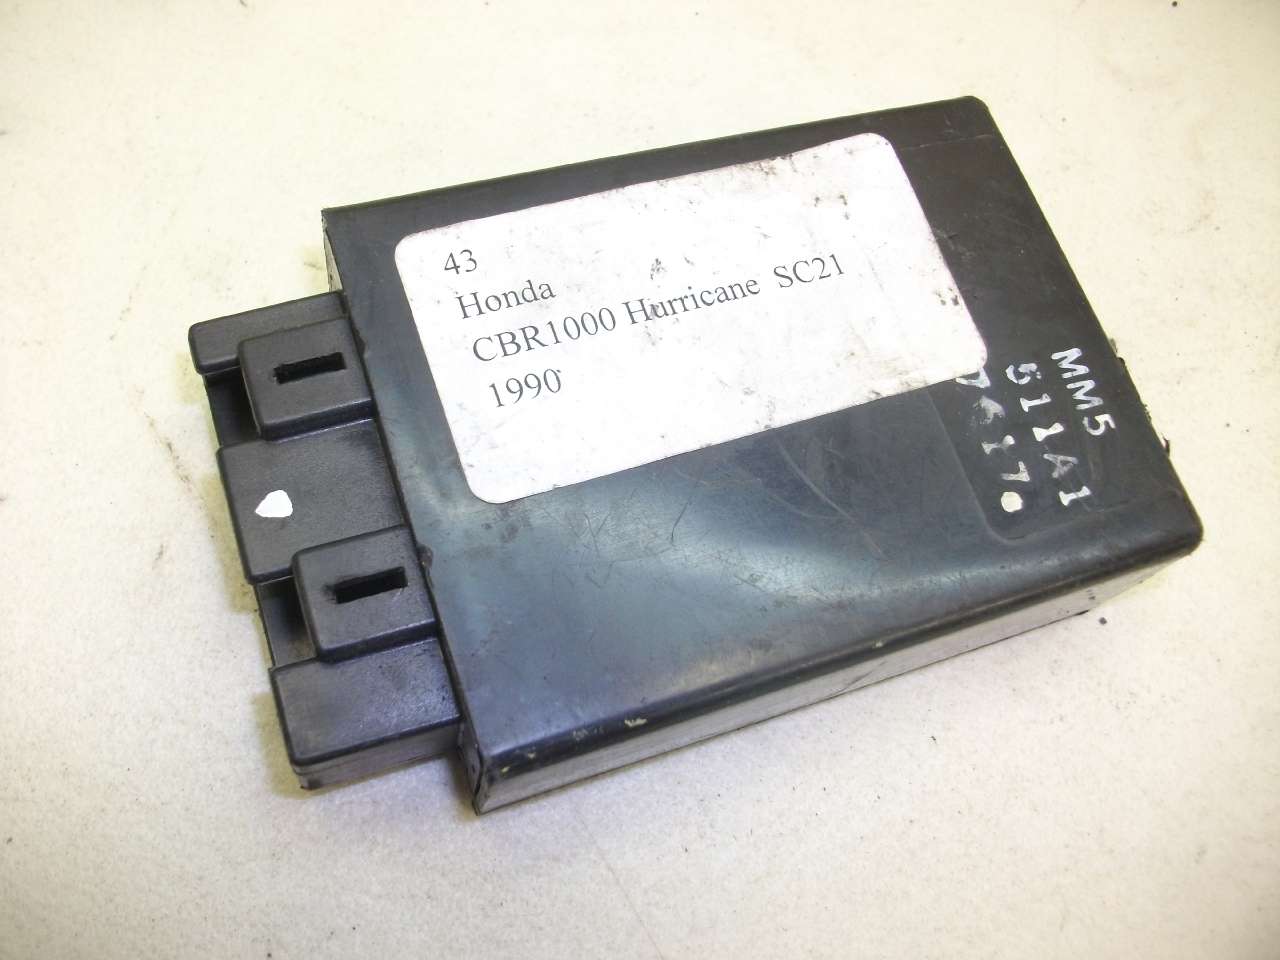 43
Honda
CBR1000 Hurricane SC21
1990
MM5
511A1